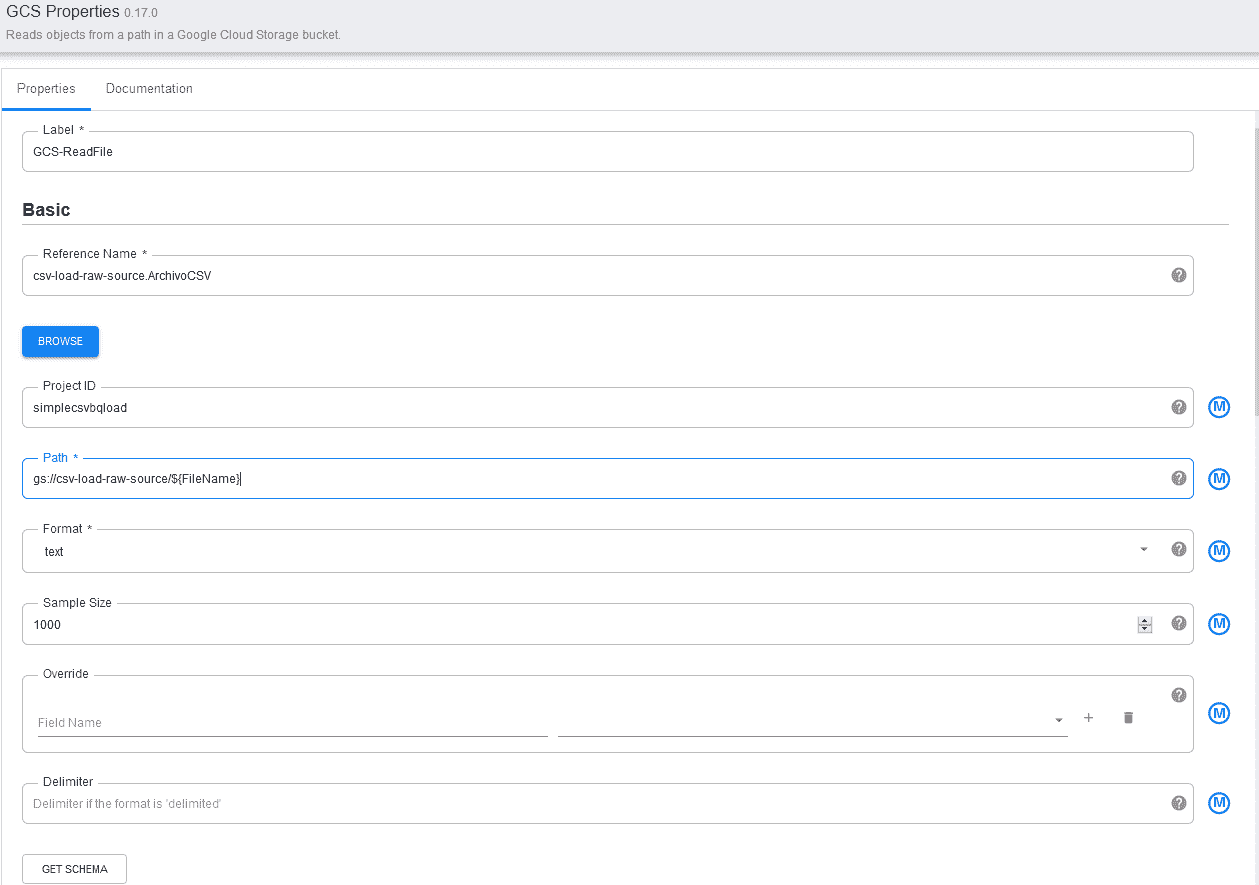 GCS Properties 0.17.0
Reads objects from a path in a Google Cloud Storage bucket.
Properties Documentation
Label *
GCS-ReadFile
Basic
Reference Name *
csv-load-raw-source.ArchivoCSV
?
BROWSE
Project ID
simplecsvbqload
? M
Path *
gs://csv-load-raw-source/${FileName}
? M
Format *
text
? M
Sample Size
1000
? M
Override
?
Field Name
+
M
Delimiter
Delimiter if the format is 'delimited'
? M
GET SCHEMA